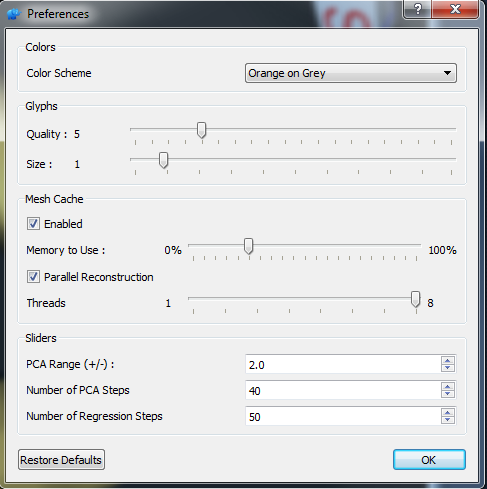 Preferences
Colors
Color Scheme Orange on Grey
Glyphs
Quality : 5
Size : 1
Mesh Cache
Enabled
Memory to Use : 0% 100%
Parallel Reconstruction
Threads 1 8
Sliders
PCA Range (+/-) : 2.0
Number of PCA Steps 40
Number of Regression Steps 50
Restore Defaults OK